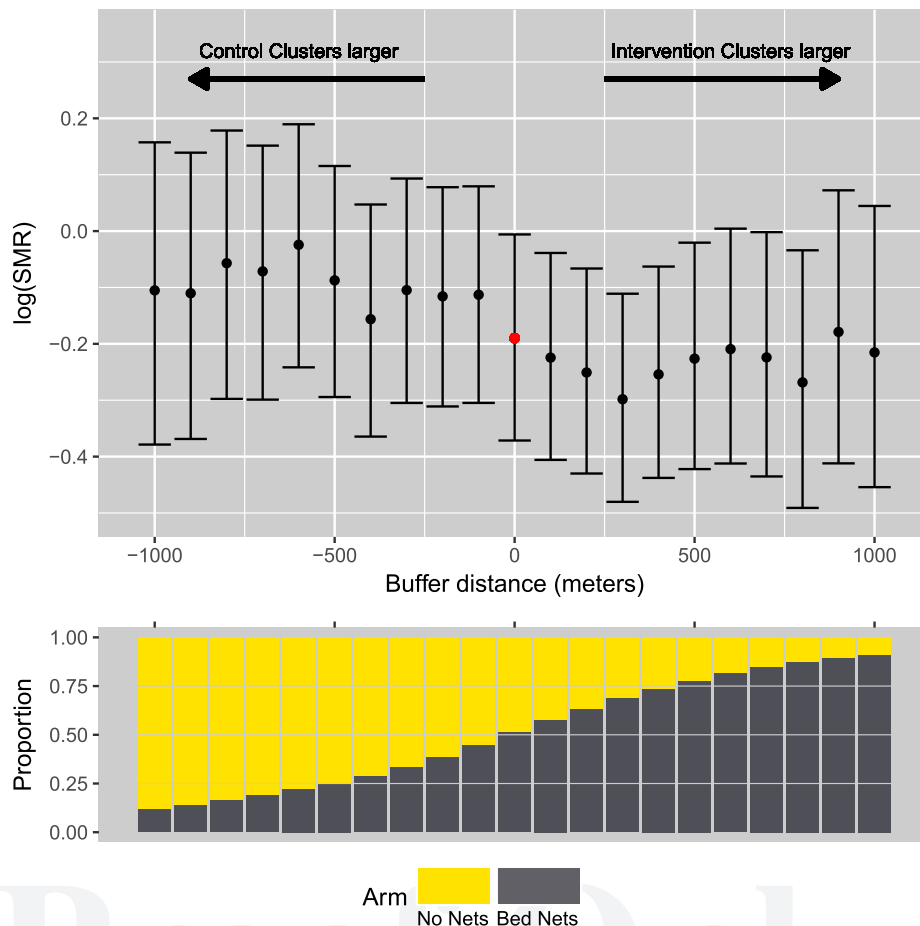 Control Clusters larger
Intervention Clusters larger
0.2
0.0
−0.2
−0.4
log(SMR)
−1000
−500
0
500
1000
Buffer distance (meters)
1.00
0.75
0.50
0.25
0.00
Proportion
Arm
No Nets
Bed Nets